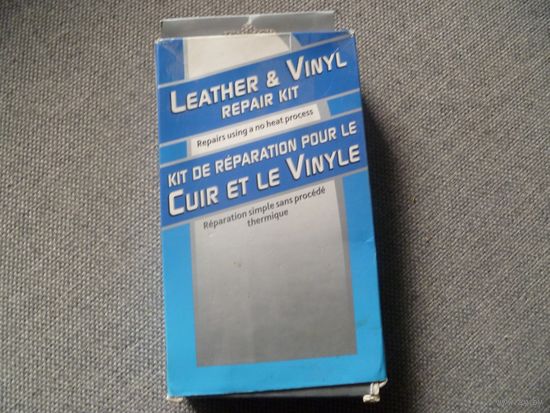 LEATHER & VINYL
REPAIR KIT
Repairs using a no heat process
KIT DE RÉPARATION POUR LE
CUIR ET LE VINYLE
Réparation simple sans procédé
thermique